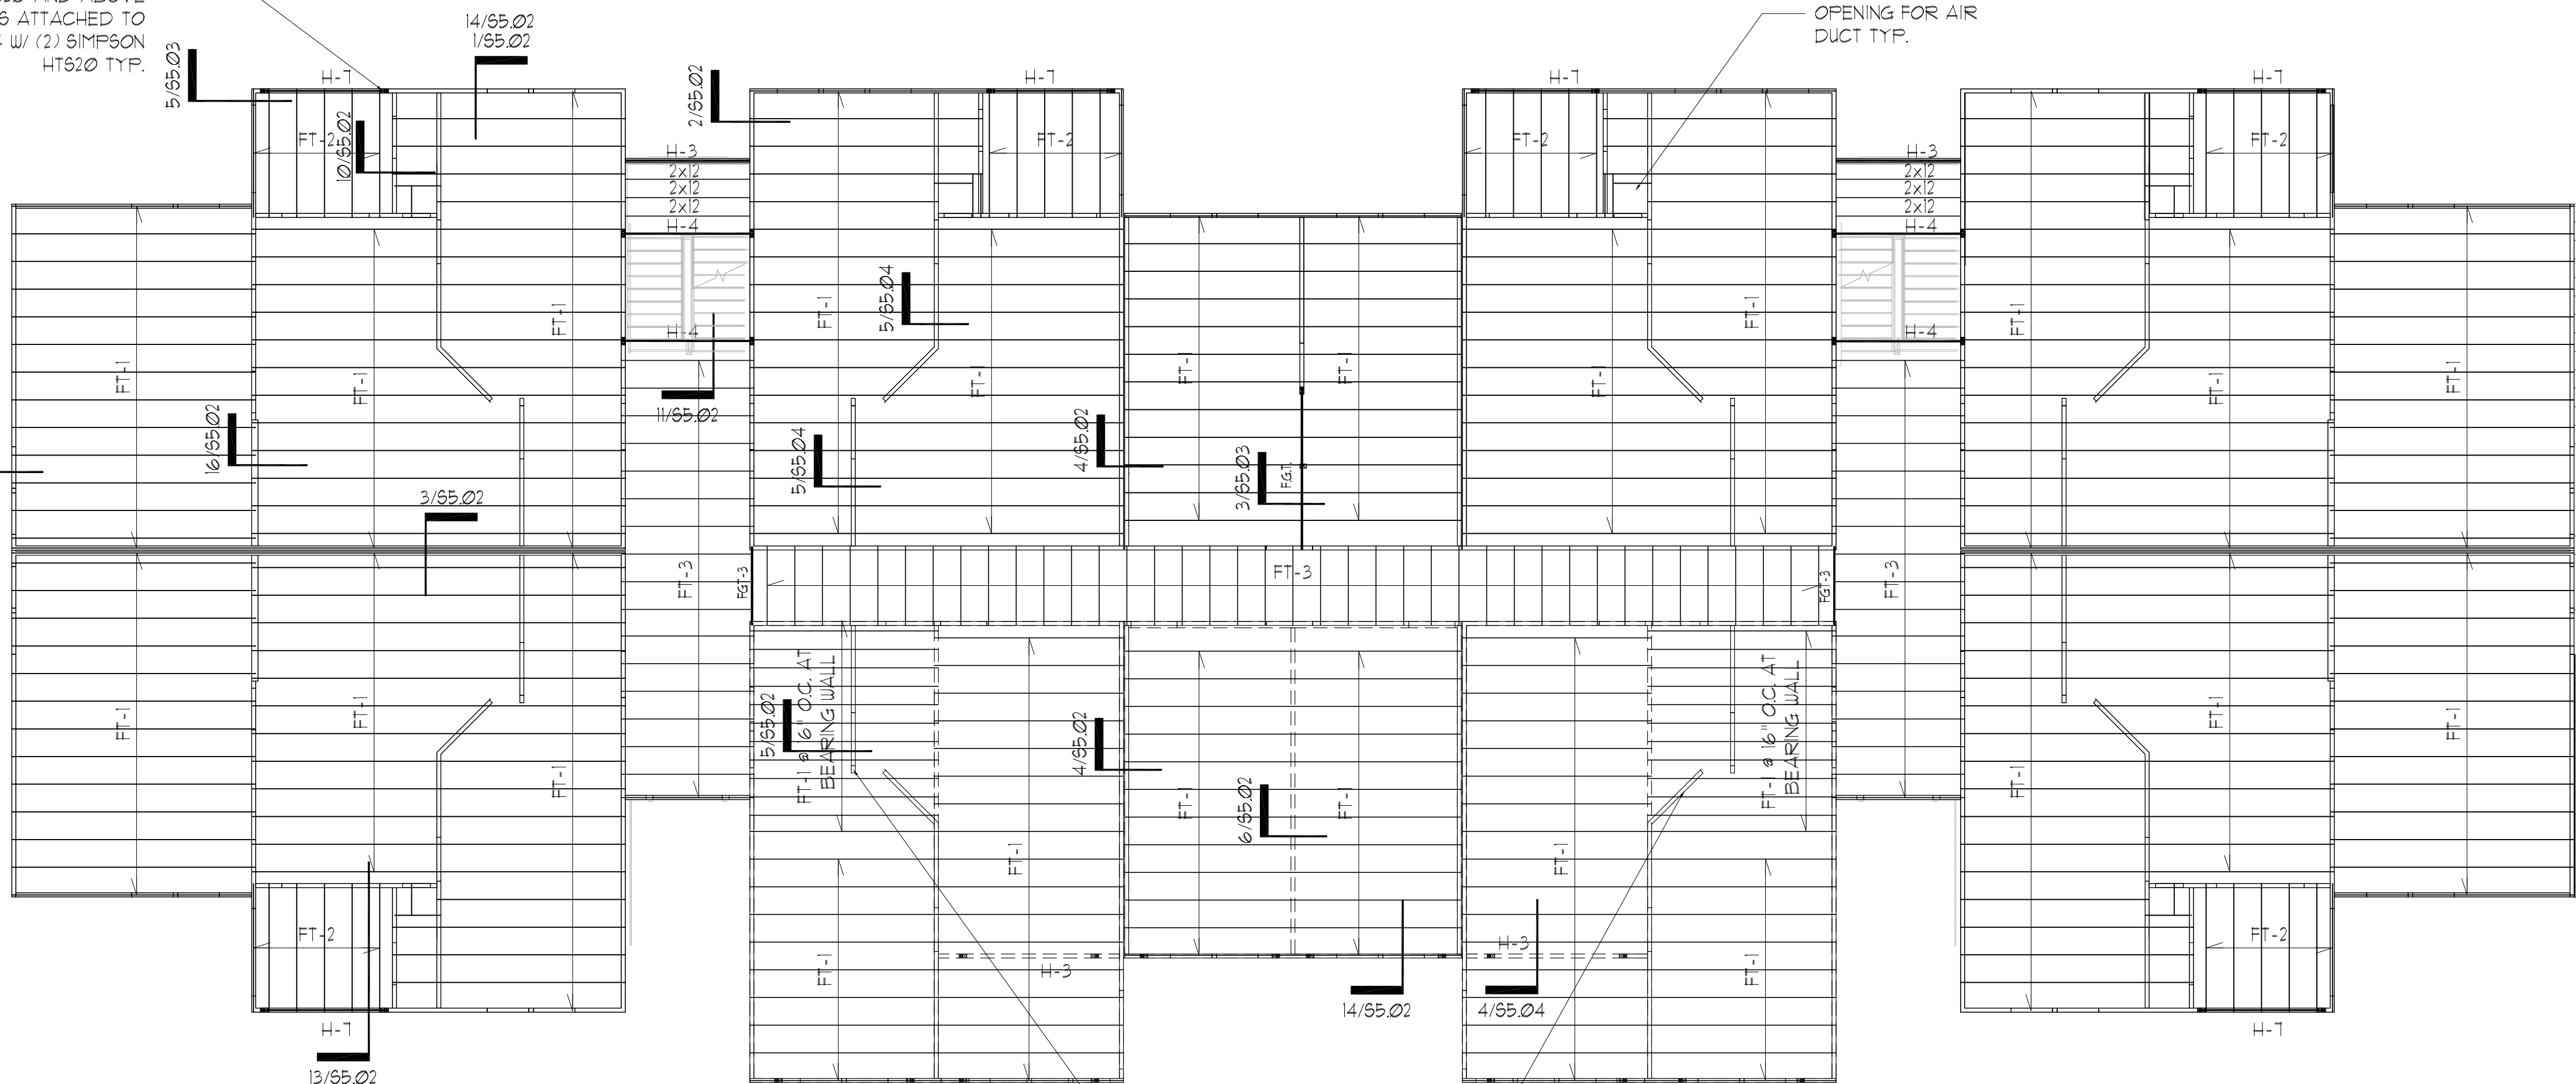 S ATTACHED TO
W/ (2) SIMPSON
HTS20 TYP.
5/S5.03
14/S5.02
1/S5.02
2/S5.02
OPENING FOR AIR
DUCT TYP.
H-7
H-7
H-7
H-7
FT-2
10/S5.02
FT-2
FT-2
FT-2
H-3
2x12
2x12
2x12
H-4
H-3
2x12
2x12
2x12
H-4
FT-1
FT-1
FT-1
H-4
FT-1
5/S5.04
FT-1
FT-1
FT-1
FT-1
FT-1
FT-1
H-4
FT-1
FT-1
FT-1
11/S5.02
16/S5.02
5/S5.04
4/S5.02
3/S5.03
F.G.T.
3/S5.02
FT-3
FGT-3
FT-3
FGT-3
FT-3
FT-1
FT-1
FT-1
5/S5.02
FT-1 @ 16" O.C. AT
BEARING WALL
4/S5.02
FT-1
FT-1
6/S5.02
FT-1 @ 16" O.C. AT
BEARING WALL
FT-1
FT-1
FT-1
FT-1
FT-1
FT-2
FT-1
H-3
H-3
FT-1
FT-2
H-7
13/S5.02
14/S5.02
4/S5.04
H-7